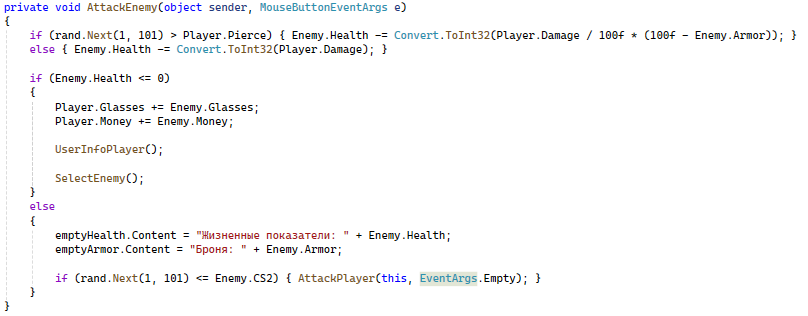 private void AttackEnemy(object sender, MouseButtonEventArgs e)
{
if (rand.Next(1, 101) > Player.Pierce) { Enemy.Health -= Convert.ToInt32(Player.Damage / 100f * (100f - Enemy.Armor)); }
else { Enemy.Health -= Convert.ToInt32(Player.Damage); }
if (Enemy.Health <= 0)
{
Player.Glasses += Enemy.Glasses;
Player.Money += Enemy.Money;
UserInfoPlayer();
SelectEnemy();
}
else
{
emptyHealth.Content = "Жизненные показатели: " + Enemy.Health;
emptyArmor.Content = "Броня: " + Enemy.Armor;
if (rand.Next(1, 101) <= Enemy.CS2) { AttackPlayer(this, EventArgs.Empty); }
}
}